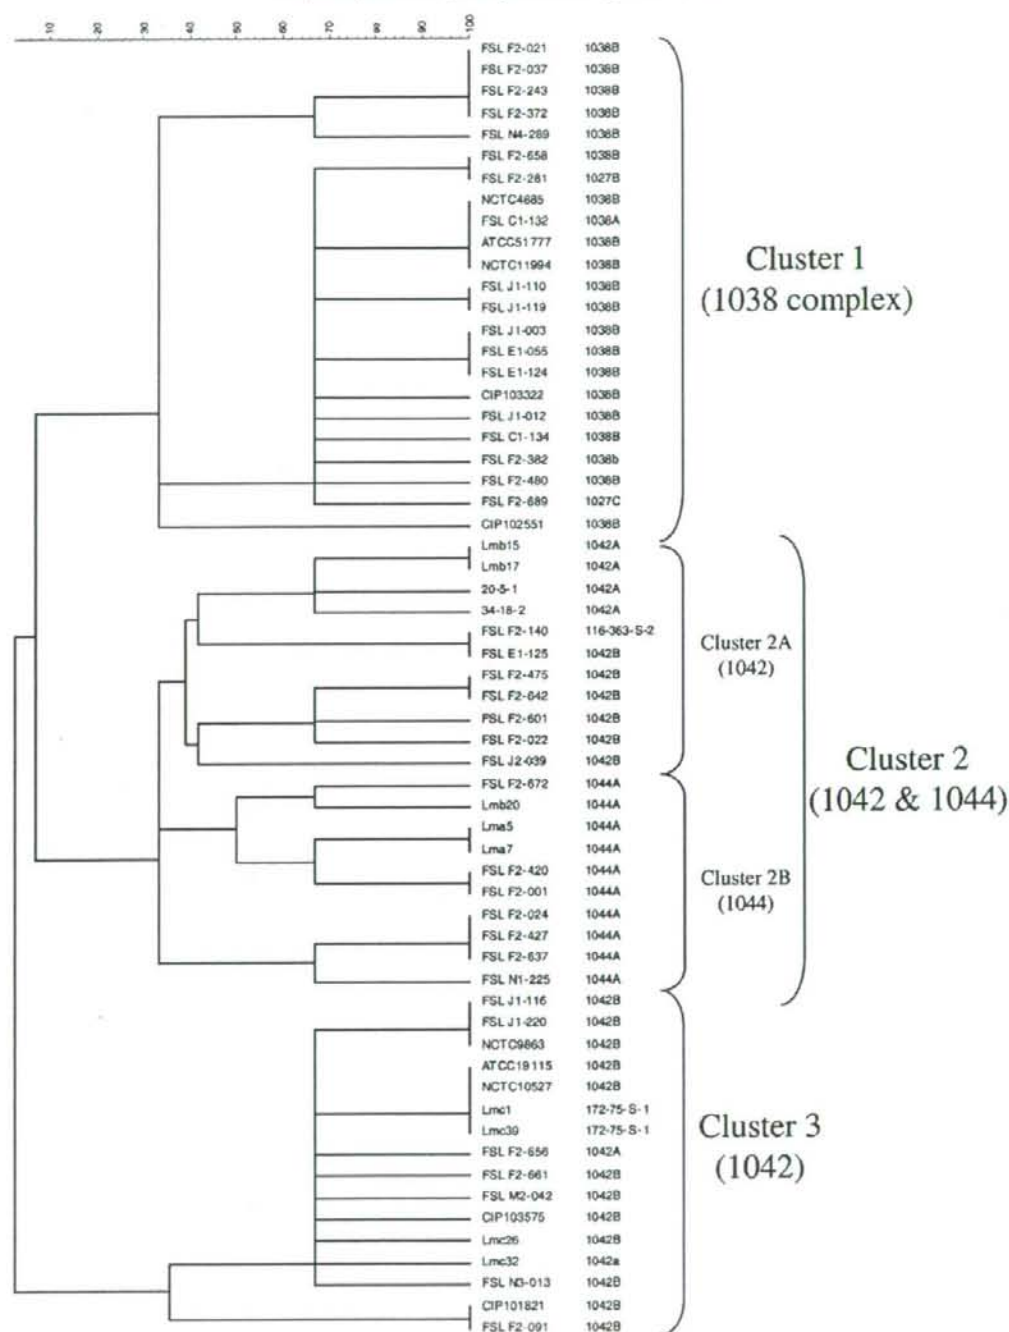 10 20 30 40 50 60 70 80 90 100
FSL F2-021 1038B
FSL F2-037 1038B
FSL F2-243 1038B
FSL F2-372 1038B
FSL N4-289 1038B
FSL F2-658 1038B
FSL F2-281 1027B
NCTC4885 1038B
FSL C1-132 1038A
ATCC51777 1038B
NCTC11994 1038B
FSL J1-110 1038B
FSL J1-119 1038B
FSL J1-003 1038B
FSL E1-055 1038B
FSL E1-124 1038B
CIP103322 1038B
FSL J1-012 1038B
FSL C1-134 1038B
FSL F2-382 1038b
FSL F2-480 1038B
FSL F2-689 1027C
CIP102551 1038B
Cluster 1
(1038 complex)
Lmb15 1042A
Lmb17 1042A
20-5-1 1042A
34-18-2 1042A
FSL F2-140 116-363-S-2
FSL E1-125 1042B
FSL F2-475 1042B
FSL F2-642 1042B
FSL F2-601 1042B
FSL F2-022 1042B
FSL J2-039 1042B
Cluster 2A
(1042)
FSL F2-672 1044A
Lmb20 1044A
Lma5 1044A
Lma7 1044A
FSL F2-420 1044A
FSL F2-001 1044A
FSL F2-024 1044A
FSL F2-427 1044A
FSL F2-637 1044A
FSL N1-225 1044A
Cluster 2B
(1044)
Cluster 2
(1042 & 1044)
FSL J1-116 1042B
FSL J1-220 1042B
NCTC9863 1042B
ATCC19115 1042B
NCTC10527 1042B
Lmc1 172-75-S-1
Lmc39 172-75-S-1
FSL F2-656 1042A
FSL F2-661 1042B
FSL M2-042 1042B
CIP103575 1042B
Lmc26 1042B
Lmc32 1042a
FSL N3-013 1042B
CIP101821 1042B
FSL F2-091 1042B
Cluster 3
(1042)